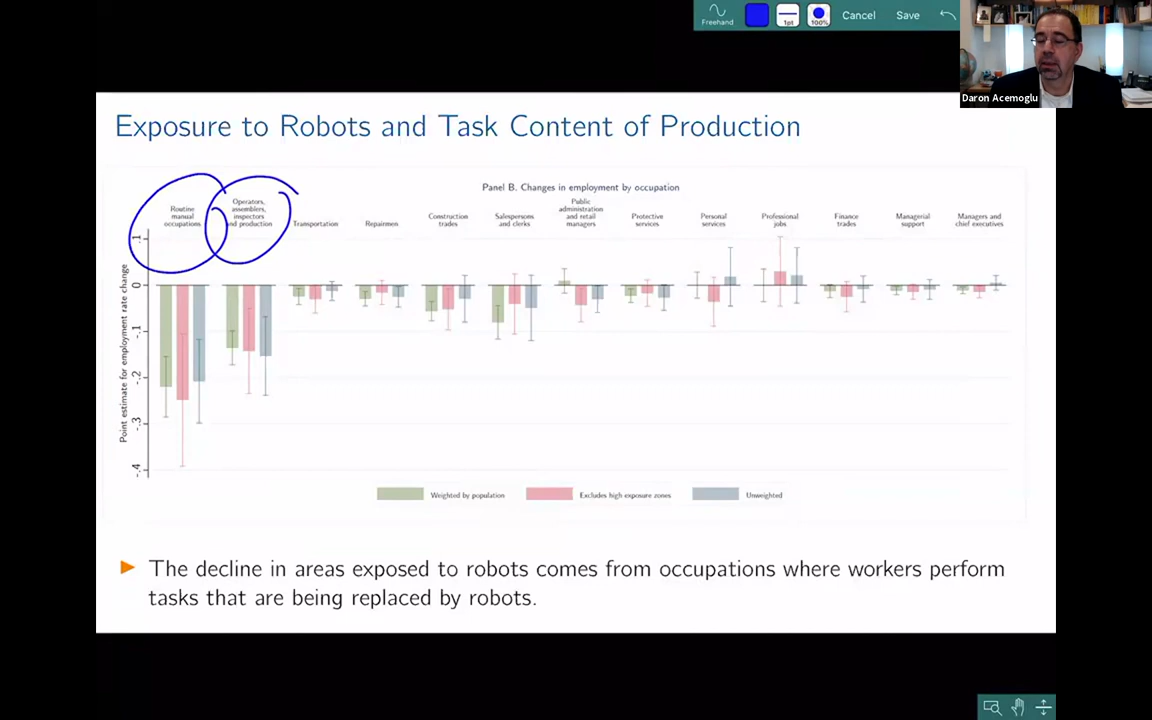 Freehand
1pt
100%
Cancel
Save
Daron Acemoglu
Exposure to Robots and Task Content of Production
Panel B. Changes in employment by occupation
Routine
manual
occupations
Operators,
assemblers,
inspectors
and production
Transportation
Repairmen
Construction
trades
Salespersons
and clerks
Public
administration
and retail
managers
Protective
services
Personal
services
Professional
jobs
Finance
trades
Managerial
support
Managers and
chief executives
Point estimate for employment rate change
.1
0
-.1
-.2
-.3
-.4
Weighted by population
Excludes high exposure zones
Unweighted
The decline in areas exposed to robots comes from occupations where workers perform
tasks that are being replaced by robots.